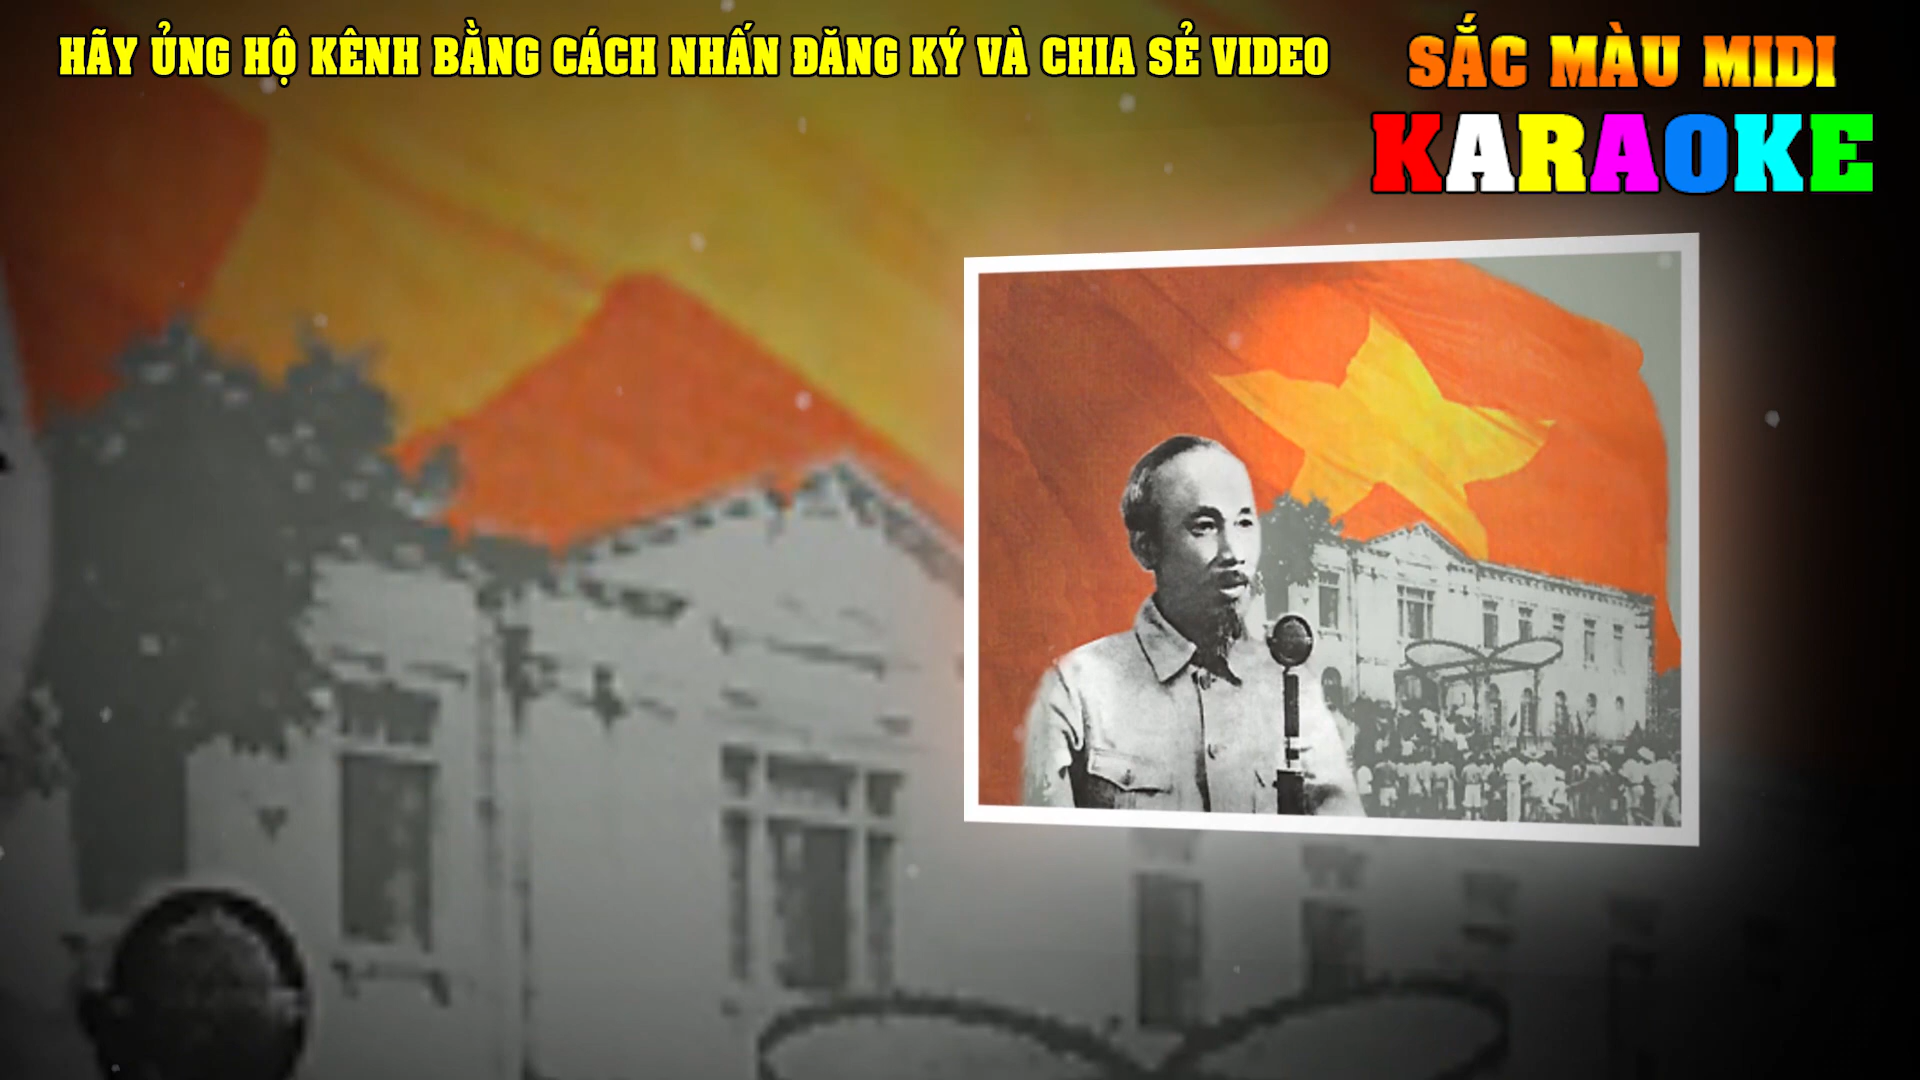 HÃY ỦNG HỘ KÊNH BẰNG CÁCH NHẤN ĐĂNG KÝ VÀ CHIA SẺ VIDEO
SẮC MÀU MIDI
KARAOKE